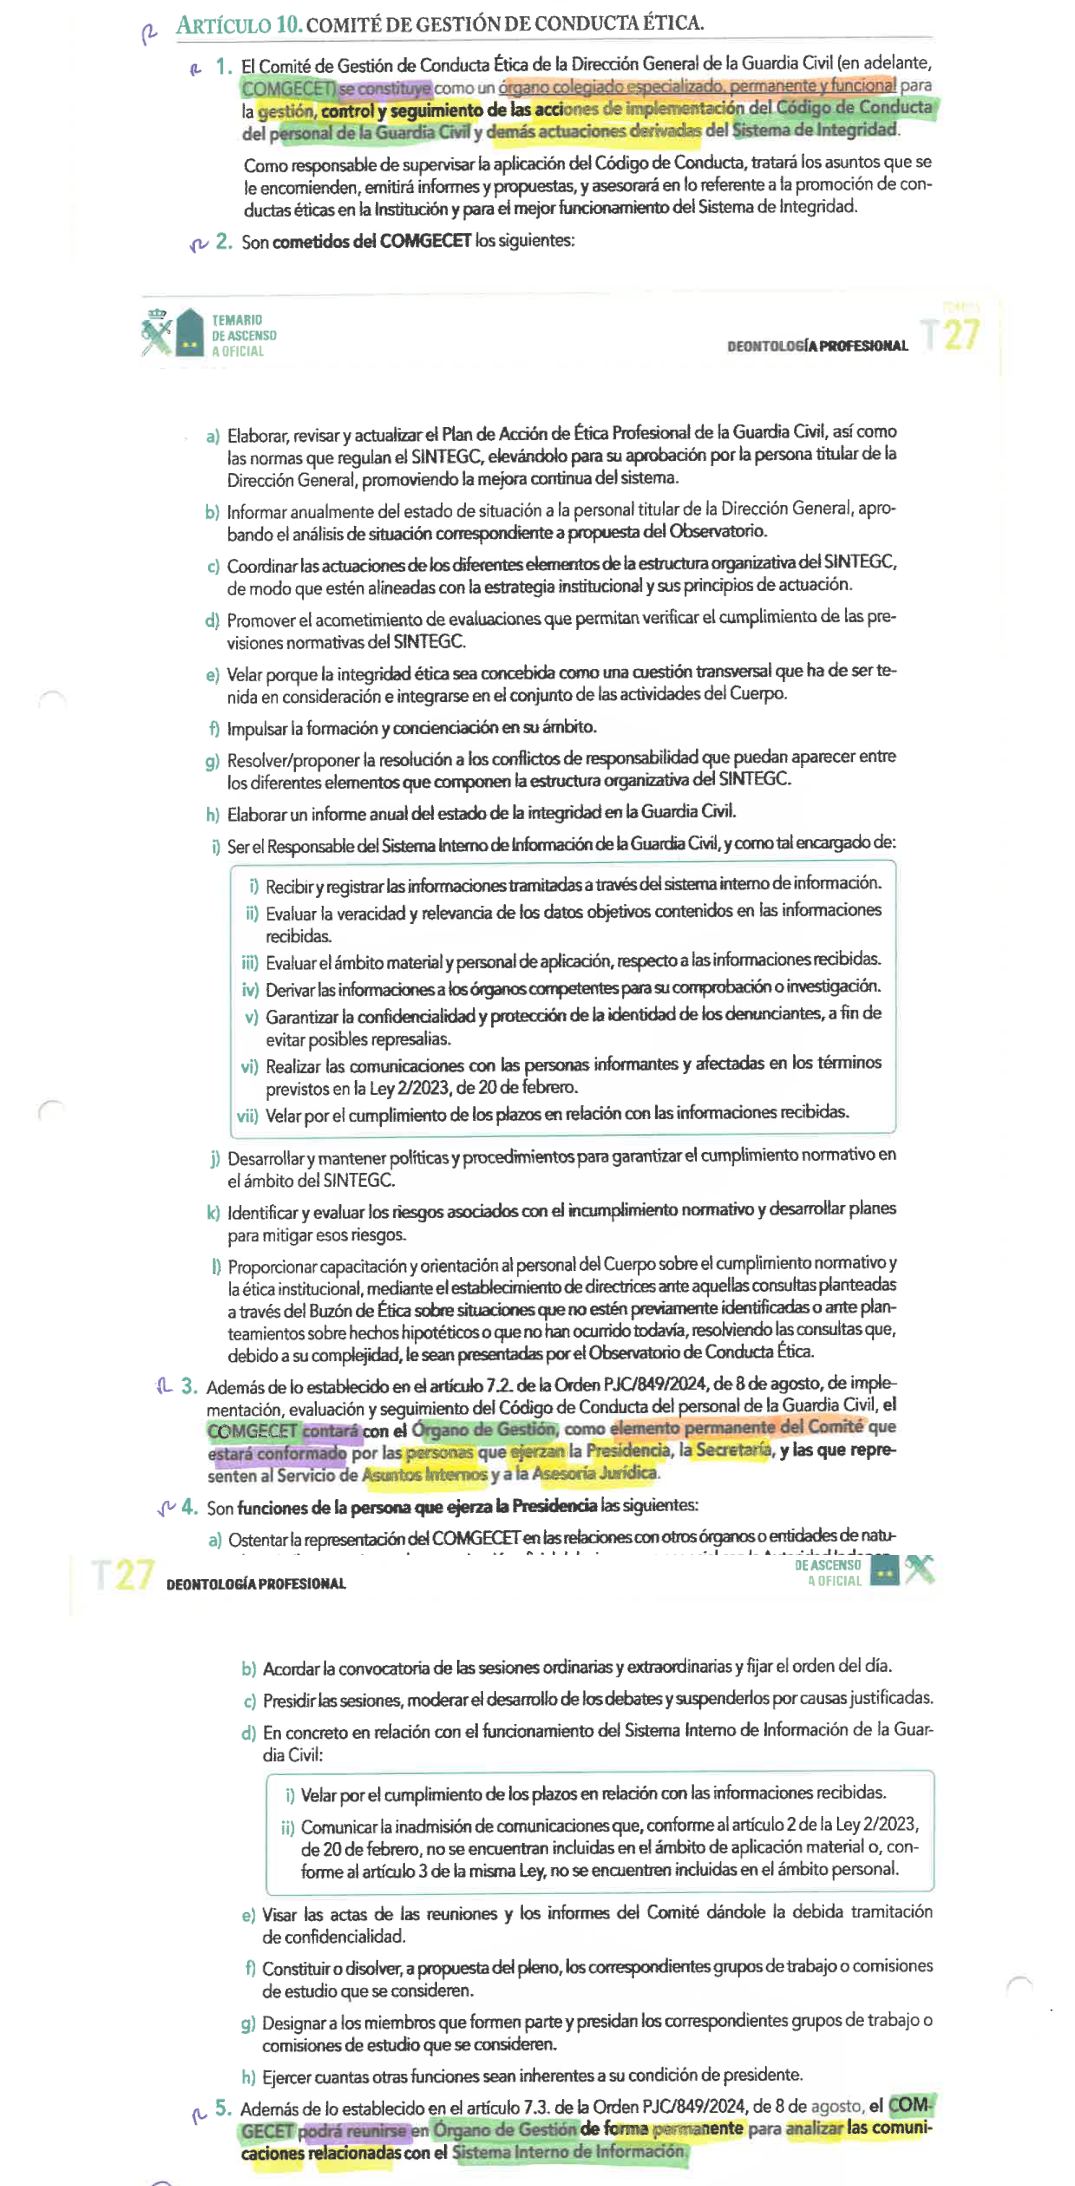 ARTÍCULO 10. COMITÉ DE GESTIÓN DE CONDUCTA ÉTICA.
1. El Comité de Gestión de Conducta Ética de la Dirección General de la Guardia Civil (en adelante,
COMGECET) se constituye como un órgano colegiado especializado, permanente y funcional para
la gestión, control y seguimiento de las acciones de implementación del Código de Conducta
del personal de la Guardia Civil y demás actuaciones derivadas del Sistema de Integridad.
Como responsable de supervisar la aplicación del Código de Conducta, tratará los asuntos que se
le encomienden, emitirá informes y propuestas, y asesorará en lo referente a la promoción de con-
ductas éticas en la Institución y para el mejor funcionamiento del Sistema de Integridad.
2. Son cometidos del COMGECET los siguientes:
TEMARIO
DE ASCENSO
A OFICIAL
DEONTOLOGÍA PROFESIONAL T27
a) Elaborar, revisar y actualizar el Plan de Acción de Ética Profesional de la Guardia Civil, así como
las normas que regulan el SINTEGC, elevándolo para su aprobación por la persona titular de la
Dirección General, promoviendo la mejora continua del sistema.
b) Informar anualmente del estado de situación a la personal titular de la Dirección General, apro-
bando el análisis de situación correspondiente a propuesta del Observatorio.
c) Coordinar las actuaciones de los diferentes elementos de la estructura organizativa del SINTEGC,
de modo que estén alineadas con la estrategia institucional y sus principios de actuación.
d) Promover el acometimiento de evaluaciones que permitan verificar el cumplimiento de las pre-
visiones normativas del SINTEGC.
e) Velar porque la integridad ética sea concebida como una cuestión transversal que ha de ser te-
nida en consideración e integrarse en el conjunto de las actividades del Cuerpo.
f) Impulsar la formación y concienciación en su ámbito.
g) Resolver/proponer la resolución a los conflictos de responsabilidad que puedan aparecer entre
los diferentes elementos que componen la estructura organizativa del SINTEGC.
h) Elaborar un informe anual del estado de la integridad en la Guardia Civil.
i) Ser el Responsable del Sistema Interno de Información de la Guardia Civil, y como tal encargado de:
i) Recibir y registrar las informaciones tramitadas a través del sistema interno de información.
ii) Evaluar la veracidad y relevancia de los datos objetivos contenidos en las informaciones
recibidas.
iii) Evaluar el ámbito material y personal de aplicación, respecto a las informaciones recibidas.
iv) Derivar las informaciones a los órganos competentes para su comprobación o investigación.
v) Garantizar la confidencialidad y protección de la identidad de los denunciantes, a fin de
evitar posibles represalias.
vi) Realizar las comunicaciones con las personas informantes y afectadas en los términos
previstos en la Ley 2/2023, de 20 de febrero.
vii) Velar por el cumplimiento de los plazos en relación con las informaciones recibidas.
j) Desarrollar y mantener políticas y procedimientos para garantizar el cumplimiento normativo en
el ámbito del SINTEGC.
k) Identificar y evaluar los riesgos asociados con el incumplimiento normativo y desarrollar planes
para mitigar esos riesgos.
l) Proporcionar capacitación y orientación al personal del Cuerpo sobre el cumplimiento normativo y
la ética institucional, mediante el establecimiento de directrices ante aquellas consultas planteadas
a través del Buzón de Ética sobre situaciones que no estén previamente identificadas o ante plan-
teamientos sobre hechos hipotéticos o que no han ocurrido todavía, resolviendo las consultas que,
debido a su complejidad, le sean presentadas por el Observatorio de Conducta Ética.
3. Además de lo establecido en el artículo 7.2. de la Orden PJC/849/2024, de 8 de agosto, de imple-
mentación, evaluación y seguimiento del Código de Conducta del personal de la Guardia Civil, el
COMGECET contará con el Órgano de Gestión, como elemento permanente del Comité que
estará conformado por las personas que ejerzan la Presidencia, la Secretaría, y las que repre-
senten al Servicio de Asuntos Internos y a la Asesoría Jurídica.
4. Son funciones de la persona que ejerza la Presidencia las siguientes:
a) Ostentar la representación del COMGECET en las relaciones con otros órganos o entidades de natu-
T27 DEONTOLOGÍA PROFESIONAL
DE ASCENSO
A OFICIAL
b) Acordar la convocatoria de las sesiones ordinarias y extraordinarias y fijar el orden del día.
c) Presidir las sesiones, moderar el desarrollo de los debates y suspenderlos por causas justificadas.
d) En concreto en relación con el funcionamiento del Sistema Interno de Información de la Guar-
dia Civil:
i) Velar por el cumplimiento de los plazos en relación con las informaciones recibidas.
ii) Comunicar la inadmisión de comunicaciones que, conforme al artículo 2 de la Ley 2/2023,
de 20 de febrero, no se encuentran incluidas en el ámbito de aplicación material o, con-
forme al artículo 3 de la misma Ley, no se encuentren incluidas en el ámbito personal.
e) Visar las actas de las reuniones y los informes del Comité dándole la debida tramitación
de confidencialidad.
f) Constituir o disolver, a propuesta del pleno, los correspondientes grupos de trabajo o comisiones
de estudio que se consideren.
g) Designar a los miembros que formen parte y presidan los correspondientes grupos de trabajo o
comisiones de estudio que se consideren.
h) Ejercer cuantas otras funciones sean inherentes a su condición de presidente.
5. Además de lo establecido en el artículo 7.3. de la Orden PJC/849/2024, de 8 de agosto, el COM-
GECET podrá reunirse en Órgano de Gestión de forma permanente para analizar las comuni-
caciones relacionadas con el Sistema Interno de Información.